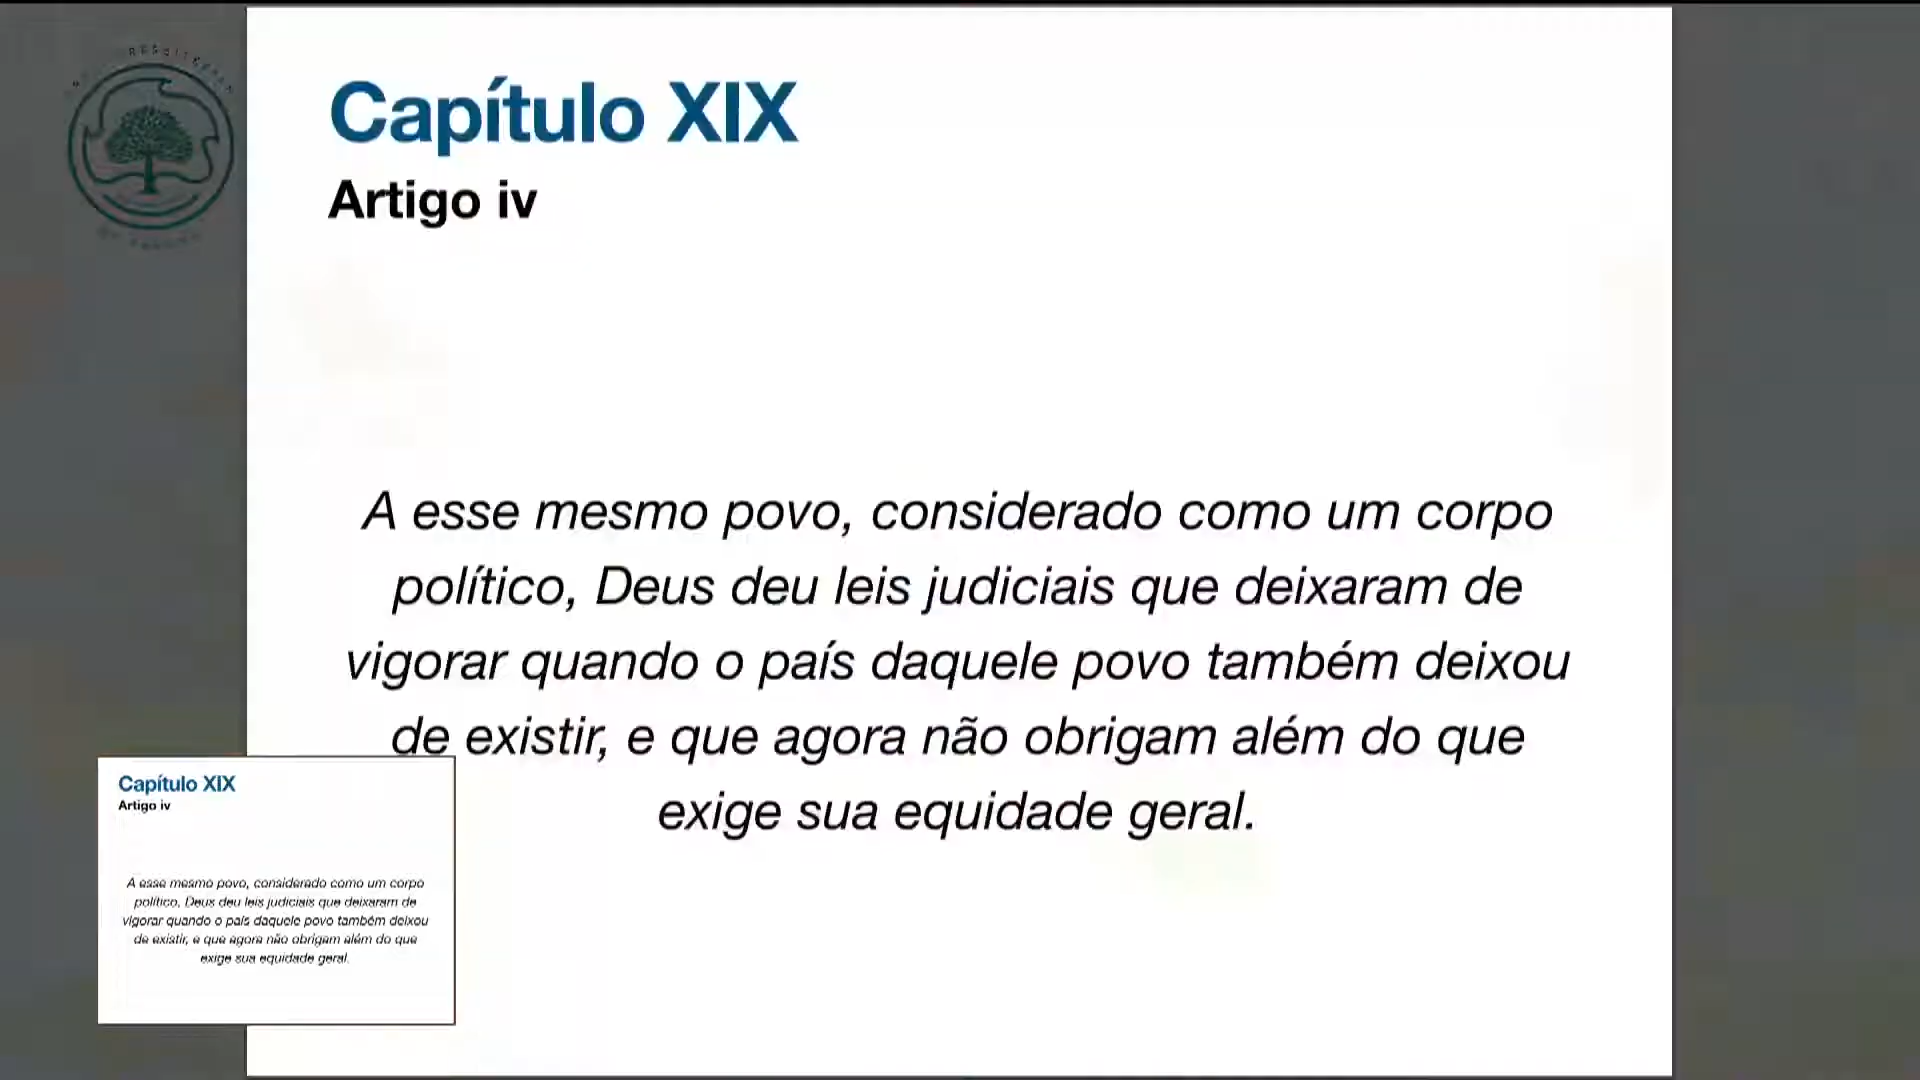 Capítulo XIX
Artigo iv
A esse mesmo povo, considerado como um corpo
político, Deus deu leis judiciais que deixaram de
vigorar quando o país daquele povo também deixou
de existir, e que agora não obrigam além do que
exige sua equidade geral.
Capítulo XIX
Artigo iv
A esse mesmo povo, considerado como um corpo
político, Deus deu leis judiciais que deixaram de
vigorar quando o país daquele povo também deixou
de existir, e que agora não obrigam além do que
exige sua equidade geral.